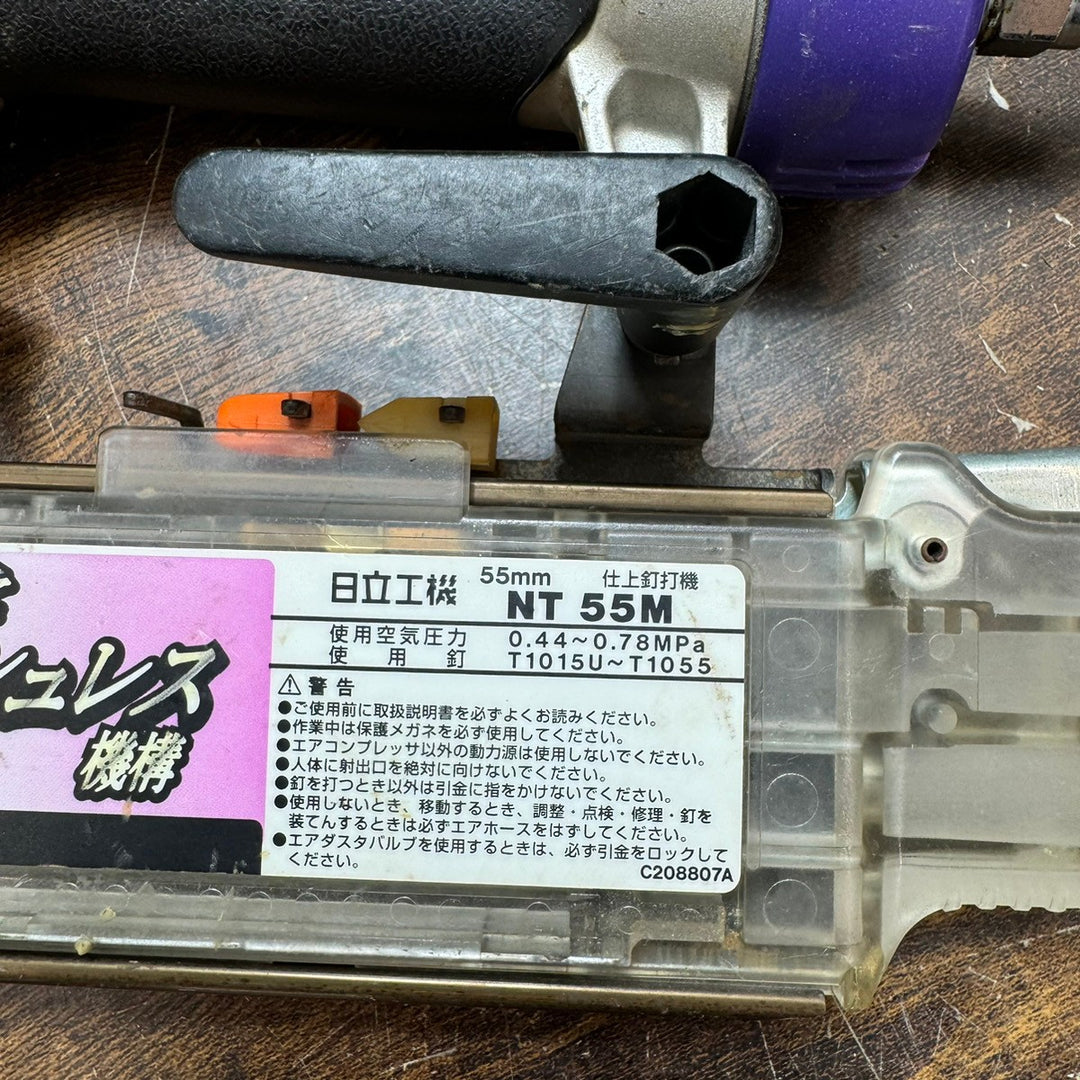 シュレス
機構
日立工機 55mm 仕上釘打機
NT 55M
使用空気圧力 0.44～0.78MPa
使用釘 T1015U～T1055
⚠警告
●ご使用前に取扱説明書を必ずよくお読みください。
●作業中は保護メガネを必ず使用してください。
●エアコンプレッサ以外の動力源は使用しないでください。
●人体に射出口を絶対に向けないでください。
●釘を打つとき以外は引金に指をかけないでください。
●使用しないとき、移動するとき、調整・点検・修理・釘を
装てんするときは必ずエアホースをはずしてください。
●エアダスタバルブを使用するときは、必ず引金をロックして
ください。
C208807A